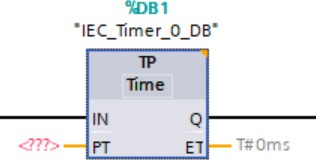 %DB1
"IEC_Timer_0_DB"
TP
Time
IN Q
<???> PT ET T#0ms